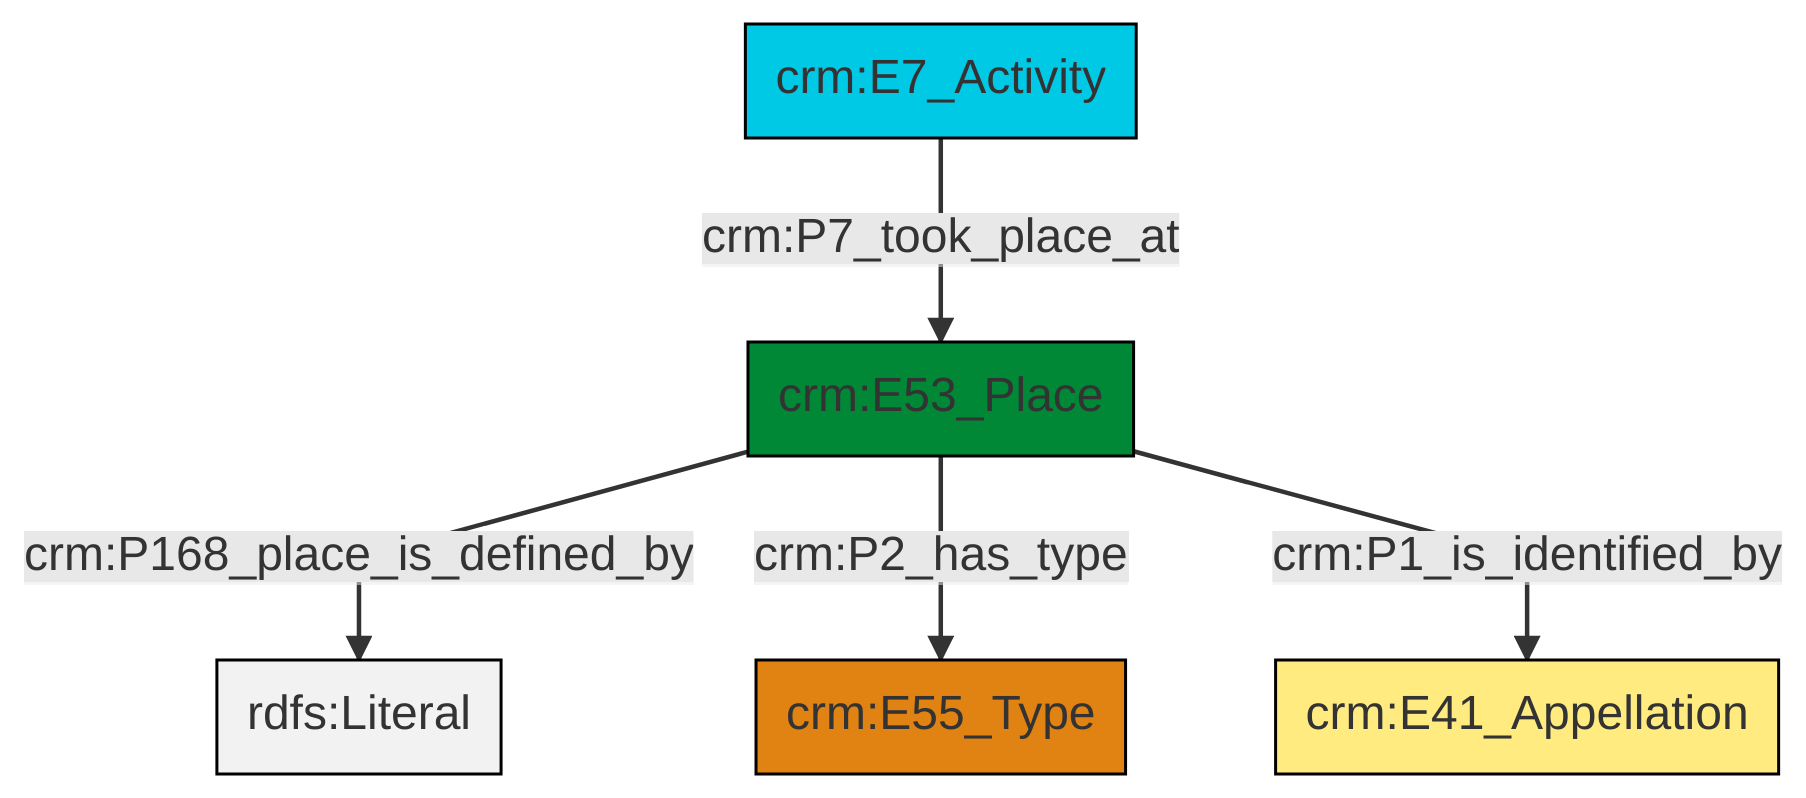 crm:E7_Activity
crm:P7_took_place_at
crm:E53_Place
crm:P168_place_is_defined_by
crm:P2_has_type
crm:P1_is_identified_by
rdfs:Literal
crm:E55_Type
crm:E41_Appellation